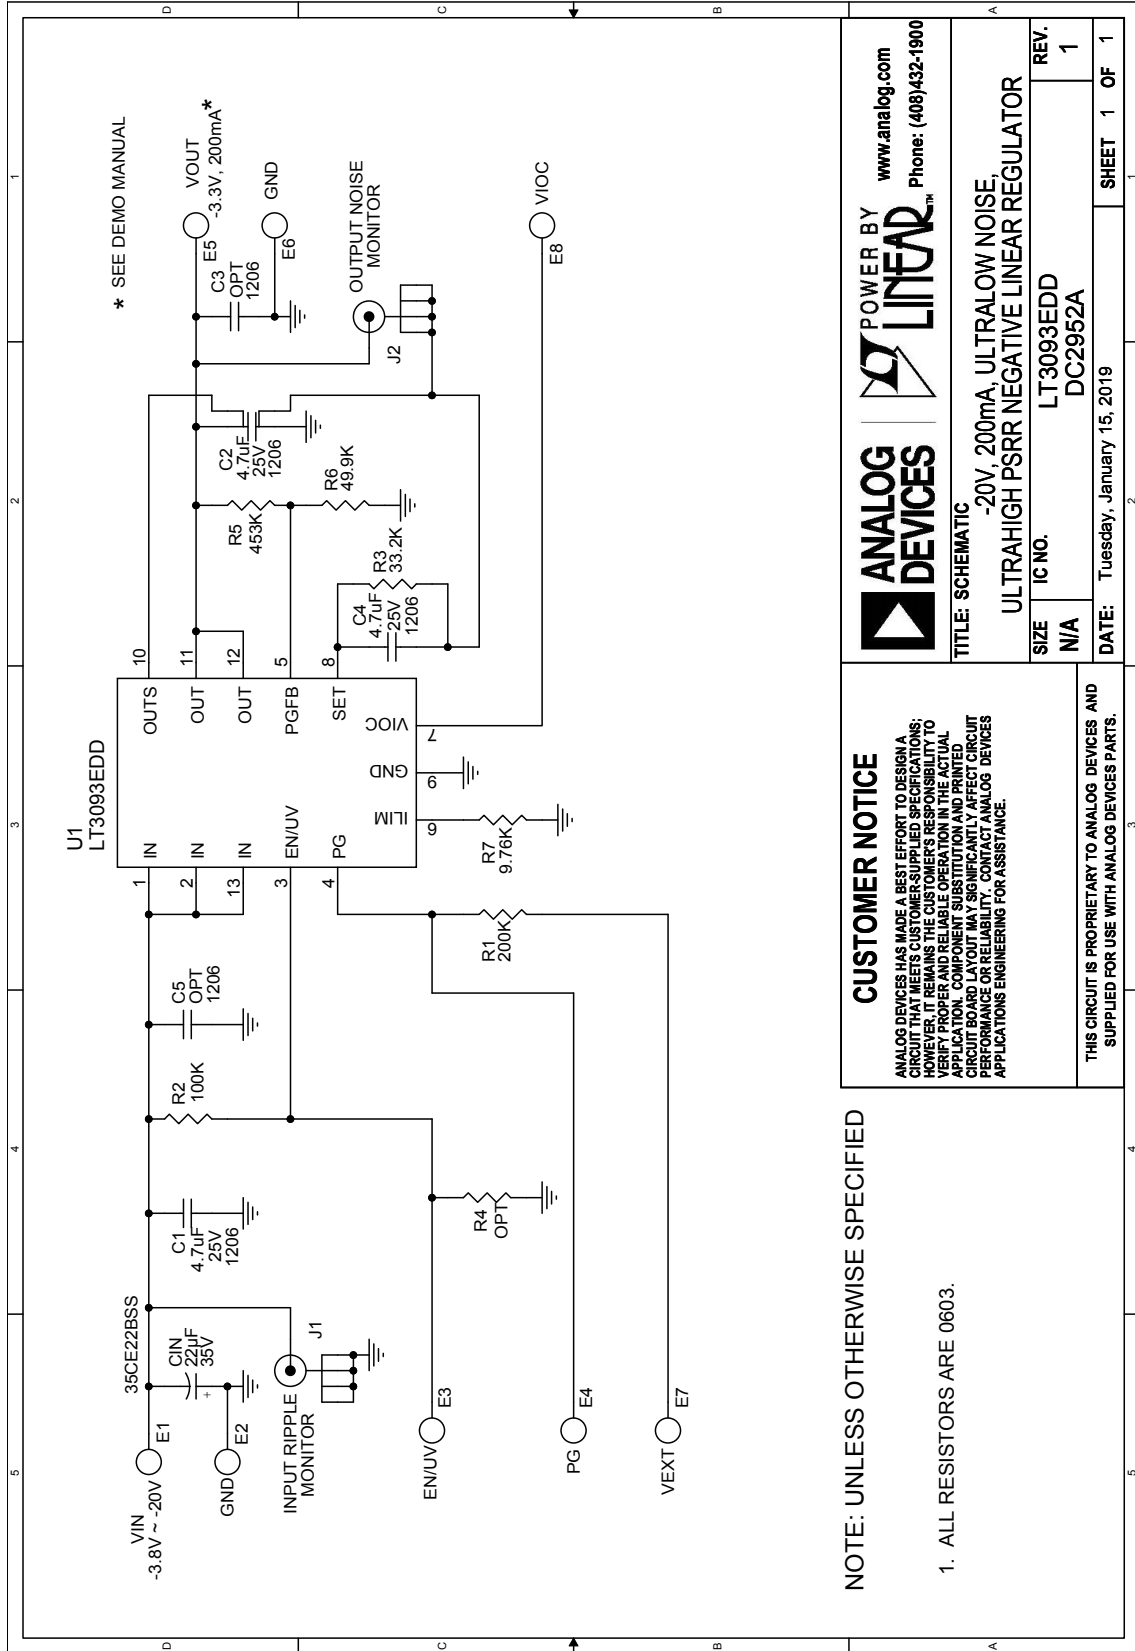 5
4
3
2
1
D
C
B
A
* SEE DEMO MANUAL
U1
LT3093EDD
VIN
-3.8V ~ -20V
E1
GND
E2
35CE22BSS
CIN
22µF
35V
+
INPUT RIPPLE
MONITOR
J1
C1
4.7uF
25V
1206
R2
100K
C5
OPT
1206
1
2
13
3
4
IN
IN
IN
EN/UV
PG
OUTS
OUT
OUT
PGFB
SET
10
11
12
5
8
ILIM
GND
VIOC
6
9
7
R7
9.76K
R1
200K
R4
OPT
EN/UV
E3
PG
E4
VEXT
E7
C4
4.7uF
25V
1206
R3
33.2K
R5
453K
R6
49.9K
C2
4.7uF
25V
1206
C3
OPT
1206
VOUT
-3.3V, 200mA*
E5
GND
E6
OUTPUT NOISE
MONITOR
J2
VIOC
E8
NOTE: UNLESS OTHERWISE SPECIFIED
1. ALL RESISTORS ARE 0603.
CUSTOMER NOTICE
ANALOG DEVICES HAS MADE A BEST EFFORT TO DESIGN A
CIRCUIT THAT MEETS CUSTOMER-SUPPLIED SPECIFICATIONS;
HOWEVER, IT REMAINS THE CUSTOMER'S RESPONSIBILITY TO
VERIFY PROPER AND RELIABLE OPERATION IN THE ACTUAL
APPLICATION. COMPONENT SUBSTITUTION AND PRINTED
CIRCUIT BOARD LAYOUT MAY SIGNIFICANTLY AFFECT CIRCUIT
PERFORMANCE OR RELIABILITY. CONTACT ANALOG DEVICES
APPLICATIONS ENGINEERING FOR ASSISTANCE.
THIS CIRCUIT IS PROPRIETARY TO ANALOG DEVICES AND
SUPPLIED FOR USE WITH ANALOG DEVICES PARTS.
ANALOG
DEVICES
POWER BY
LINEAR™
www.analog.com
Phone: (408)432-1900
TITLE: SCHEMATIC
-20V, 200mA, ULTRALOW NOISE,
ULTRAHIGH PSRR NEGATIVE LINEAR REGULATOR
SIZE
N/A
IC NO.
LT3093EDD
DC2952A
REV.
1
DATE: Tuesday, January 15, 2019
SHEET 1 OF 1
5
4
3
2
1
D
C
B
A